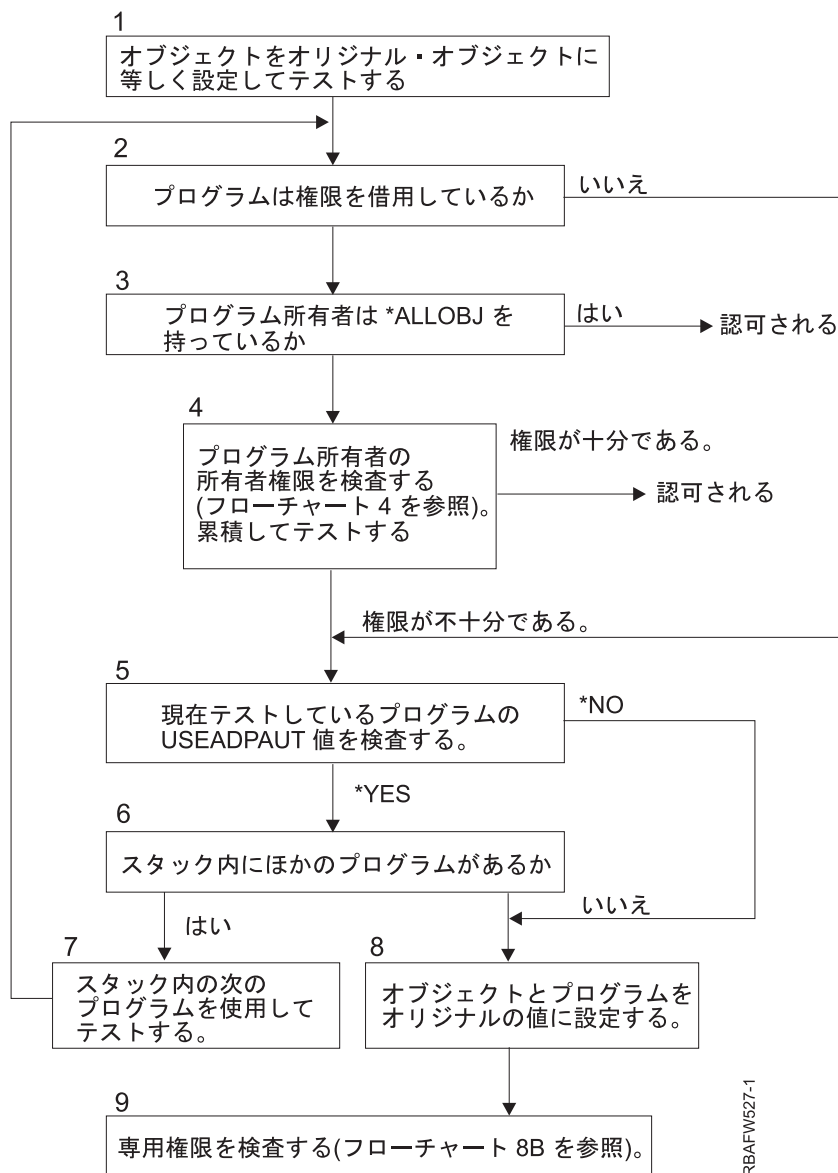 1
オブジェクトをオリジナル・オブジェクトに
等しく設定してテストする
2
プログラムは権限を借用しているか
いいえ
3
プログラム所有者は *ALLOBJ を
持っているか
はい
認可される
4
プログラム所有者の
所有者権限を検査する
(フローチャート 4 を参照)。
累積してテストする
権限が十分である。
認可される
権限が不十分である。
5
現在テストしているプログラムの
USEADPAUT 値を検査する。
*NO
*YES
6
スタック内にほかのプログラムがあるか
はい
いいえ
7
スタック内の次の
プログラムを使用して
テストする。
8
オブジェクトとプログラムを
オリジナルの値に設定する。
9
専用権限を検査する(フローチャート 8B を参照)。
RBAFW527-1